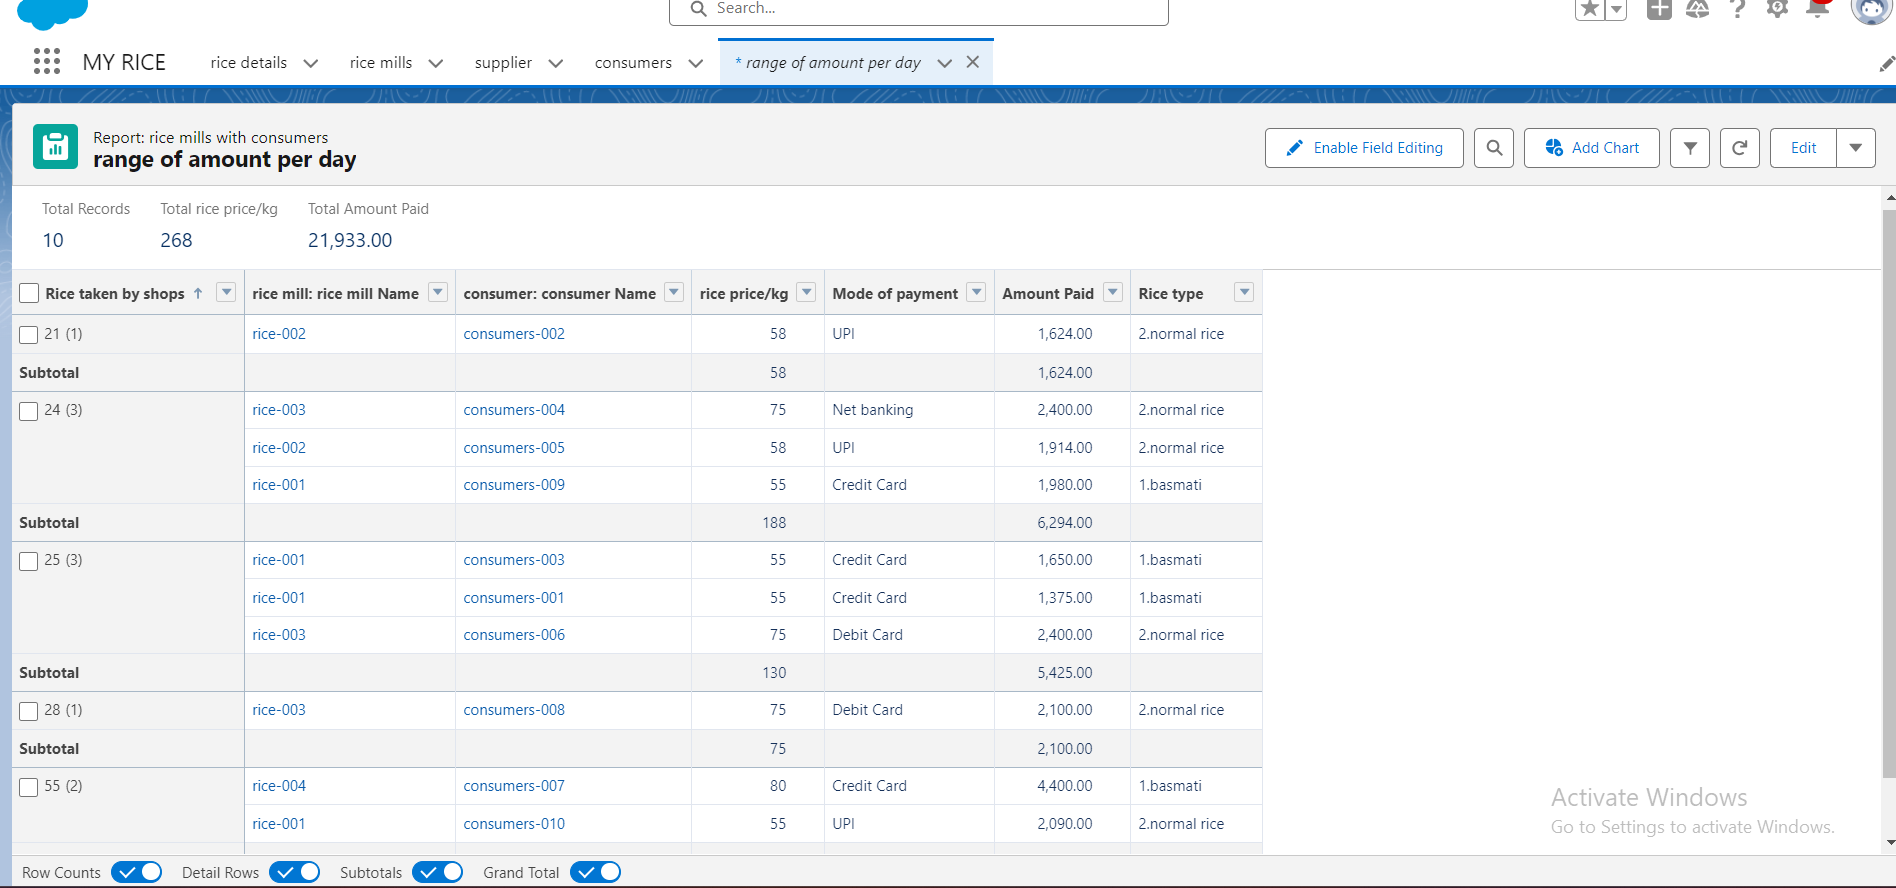 Search...
MY RICE rice details rice mills supplier consumers * range of amount per day
Report: rice mills with consumers
range of amount per day
Enable Field Editing Add Chart Edit
Total Records Total rice price/kg Total Amount Paid
10 268 21,933.00
Rice taken by shops ↑ rice mill: rice mill Name consumer: consumer Name rice price/kg Mode of payment Amount Paid Rice type
21 (1) rice-002 consumers-002 58 UPI 1,624.00 2.normal rice
Subtotal 58 1,624.00
24 (3) rice-003 consumers-004 75 Net banking 2,400.00 2.normal rice
rice-002 consumers-005 58 UPI 1,914.00 2.normal rice
rice-001 consumers-009 55 Credit Card 1,980.00 1.basmati
Subtotal 188 6,294.00
25 (3) rice-001 consumers-003 55 Credit Card 1,650.00 1.basmati
rice-001 consumers-001 55 Credit Card 1,375.00 1.basmati
rice-003 consumers-006 75 Debit Card 2,400.00 2.normal rice
Subtotal 130 5,425.00
28 (1) rice-003 consumers-008 75 Debit Card 2,100.00 2.normal rice
Subtotal 75 2,100.00
55 (2) rice-004 consumers-007 80 Credit Card 4,400.00 1.basmati
rice-001 consumers-010 55 UPI 2,090.00 2.normal rice
Activate Windows
Go to Settings to activate Windows.
Row Counts Detail Rows Subtotals Grand Total